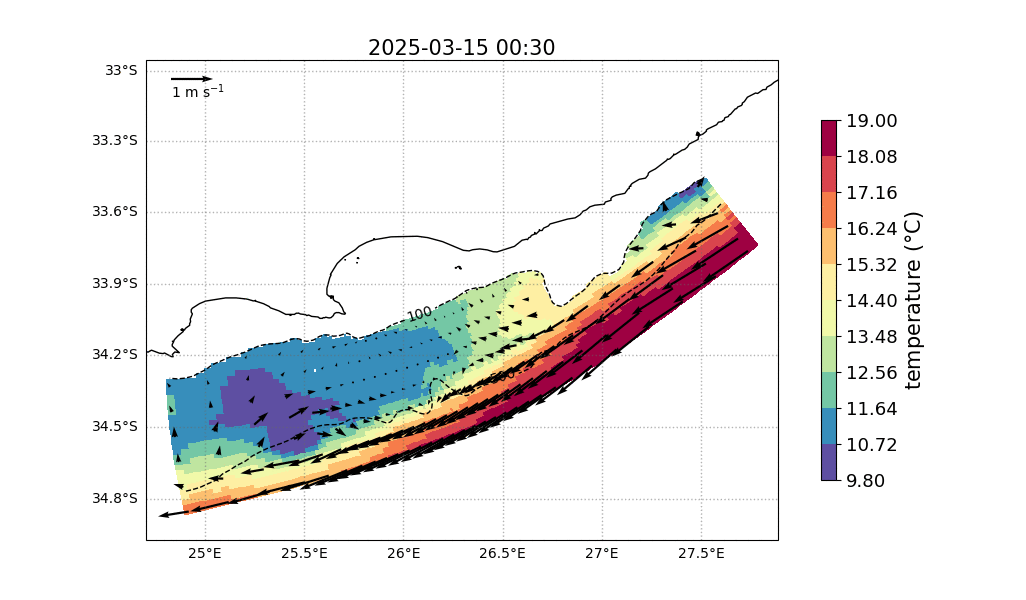 2025-03-15 00:30
1 m s⁻¹
33°S
33.3°S
33.6°S
33.9°S
34.2°S
34.5°S
34.8°S
25°E 25.5°E 26°E 26.5°E 27°E 27.5°E
100
19.00
18.08
17.16
16.24
15.32
14.40
13.48
12.56
11.64
10.72
9.80
temperature (°C)